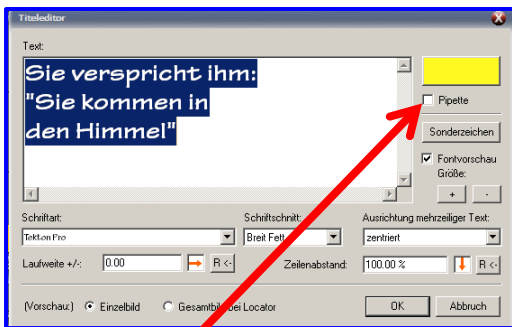 Titeleditor
Text:
Sie verspricht ihm:
"Sie kommen in
den Himmel"
Pipette
Sonderzeichen
Fontvorschau
Größe:
+ -
Schriftart: Schriftschnitt: Ausrichtung mehrzeiliger Text:
Tekton Pro Breit Fett zentriert
Laufweite +/-: 0.00 R <- Zeilenabstand: 100.00 % R <-
(Vorschau:) Einzelbild Gesamtbild bei Locator OK Abbruch